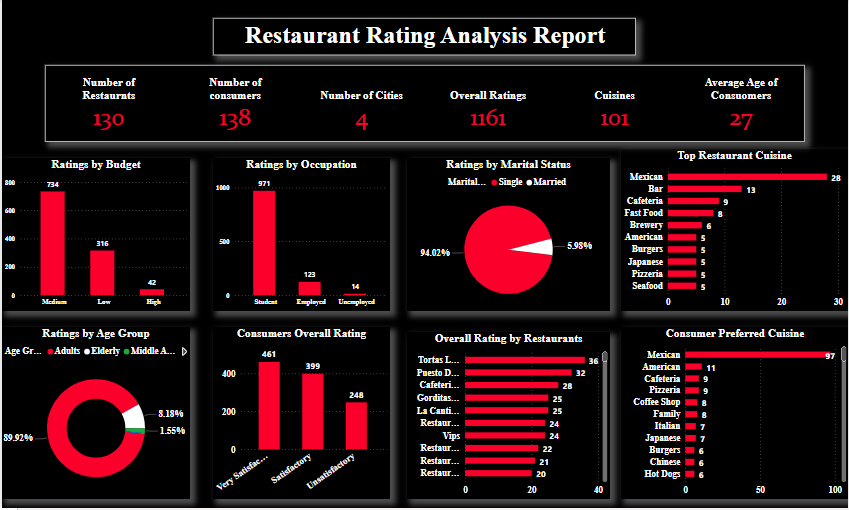 Restaurant Rating Analysis Report
Number of
Restaurnts
130
Number of
consumers
138
Number of Cities
4
Overall Ratings
1161
Cuisines
101
Average Age of
Consuomers
27
Ratings by Budget
800
600
400
200
0
734
316
42
Medium Low High
Ratings by Occupation
1000
500
0
971
123
14
Student Employed Unemployed
Ratings by Marital Status
Marital... Single Married
94.02%
5.98%
Top Restaurant Cuisine
Mexican 28
Bar 13
Cafeteria 9
Fast Food 8
Brewery 6
American 5
Burgers 5
Japanese 5
Pizzeria 5
Seafood 5
0 10 20 30
Ratings by Age Group
Age Gr... Adults Elderly Middle A...
89.92%
8.18%
1.55%
Consumers Overall Rating
400
200
0
461
399
248
Very Satisfac... Satisfactory Unsatisfactory
Overall Rating by Restaurants
Tortas L... 36
Puesto D... 32
Cafeteri... 28
Gorditas... 25
La Canti... 25
Restaur... 24
Vips 24
Restaur... 22
Restaur... 21
Restaur... 20
0 20 40
Consumer Preferred Cuisine
Mexican 97
American 11
Cafeteria 9
Pizzeria 9
Coffee Shop 8
Family 8
Italian 7
Japanese 7
Burgers 6
Chinese 6
Hot Dogs 6
0 50 100